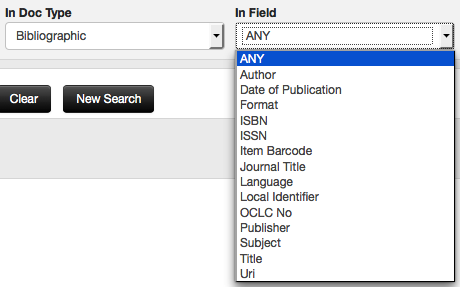 In Doc Type
In Field
Bibliographic
ANY
ANY
Author
Date of Publication
Format
ISBN
ISSN
Item Barcode
Journal Title
Language
Local Identifier
OCLC No
Publisher
Subject
Title
Uri
Clear
New Search